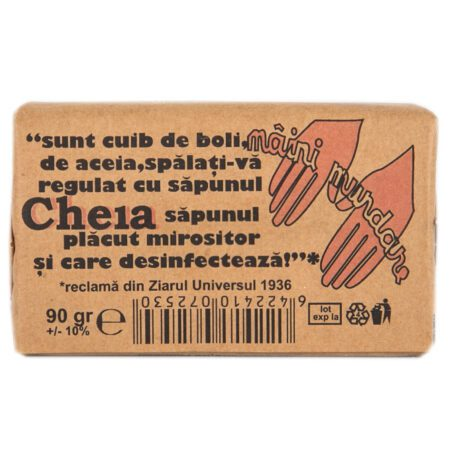 mâini murdare
“sunt cuib de boli,
de aceia,spălați-vă
regulat cu săpunul
Cheia săpunul
plăcut mirositor
și care desinfectează!”*
*reclamă din Ziarul Universul 1936
90 gr e
+/- 10%
6422410072530
lot
exp la